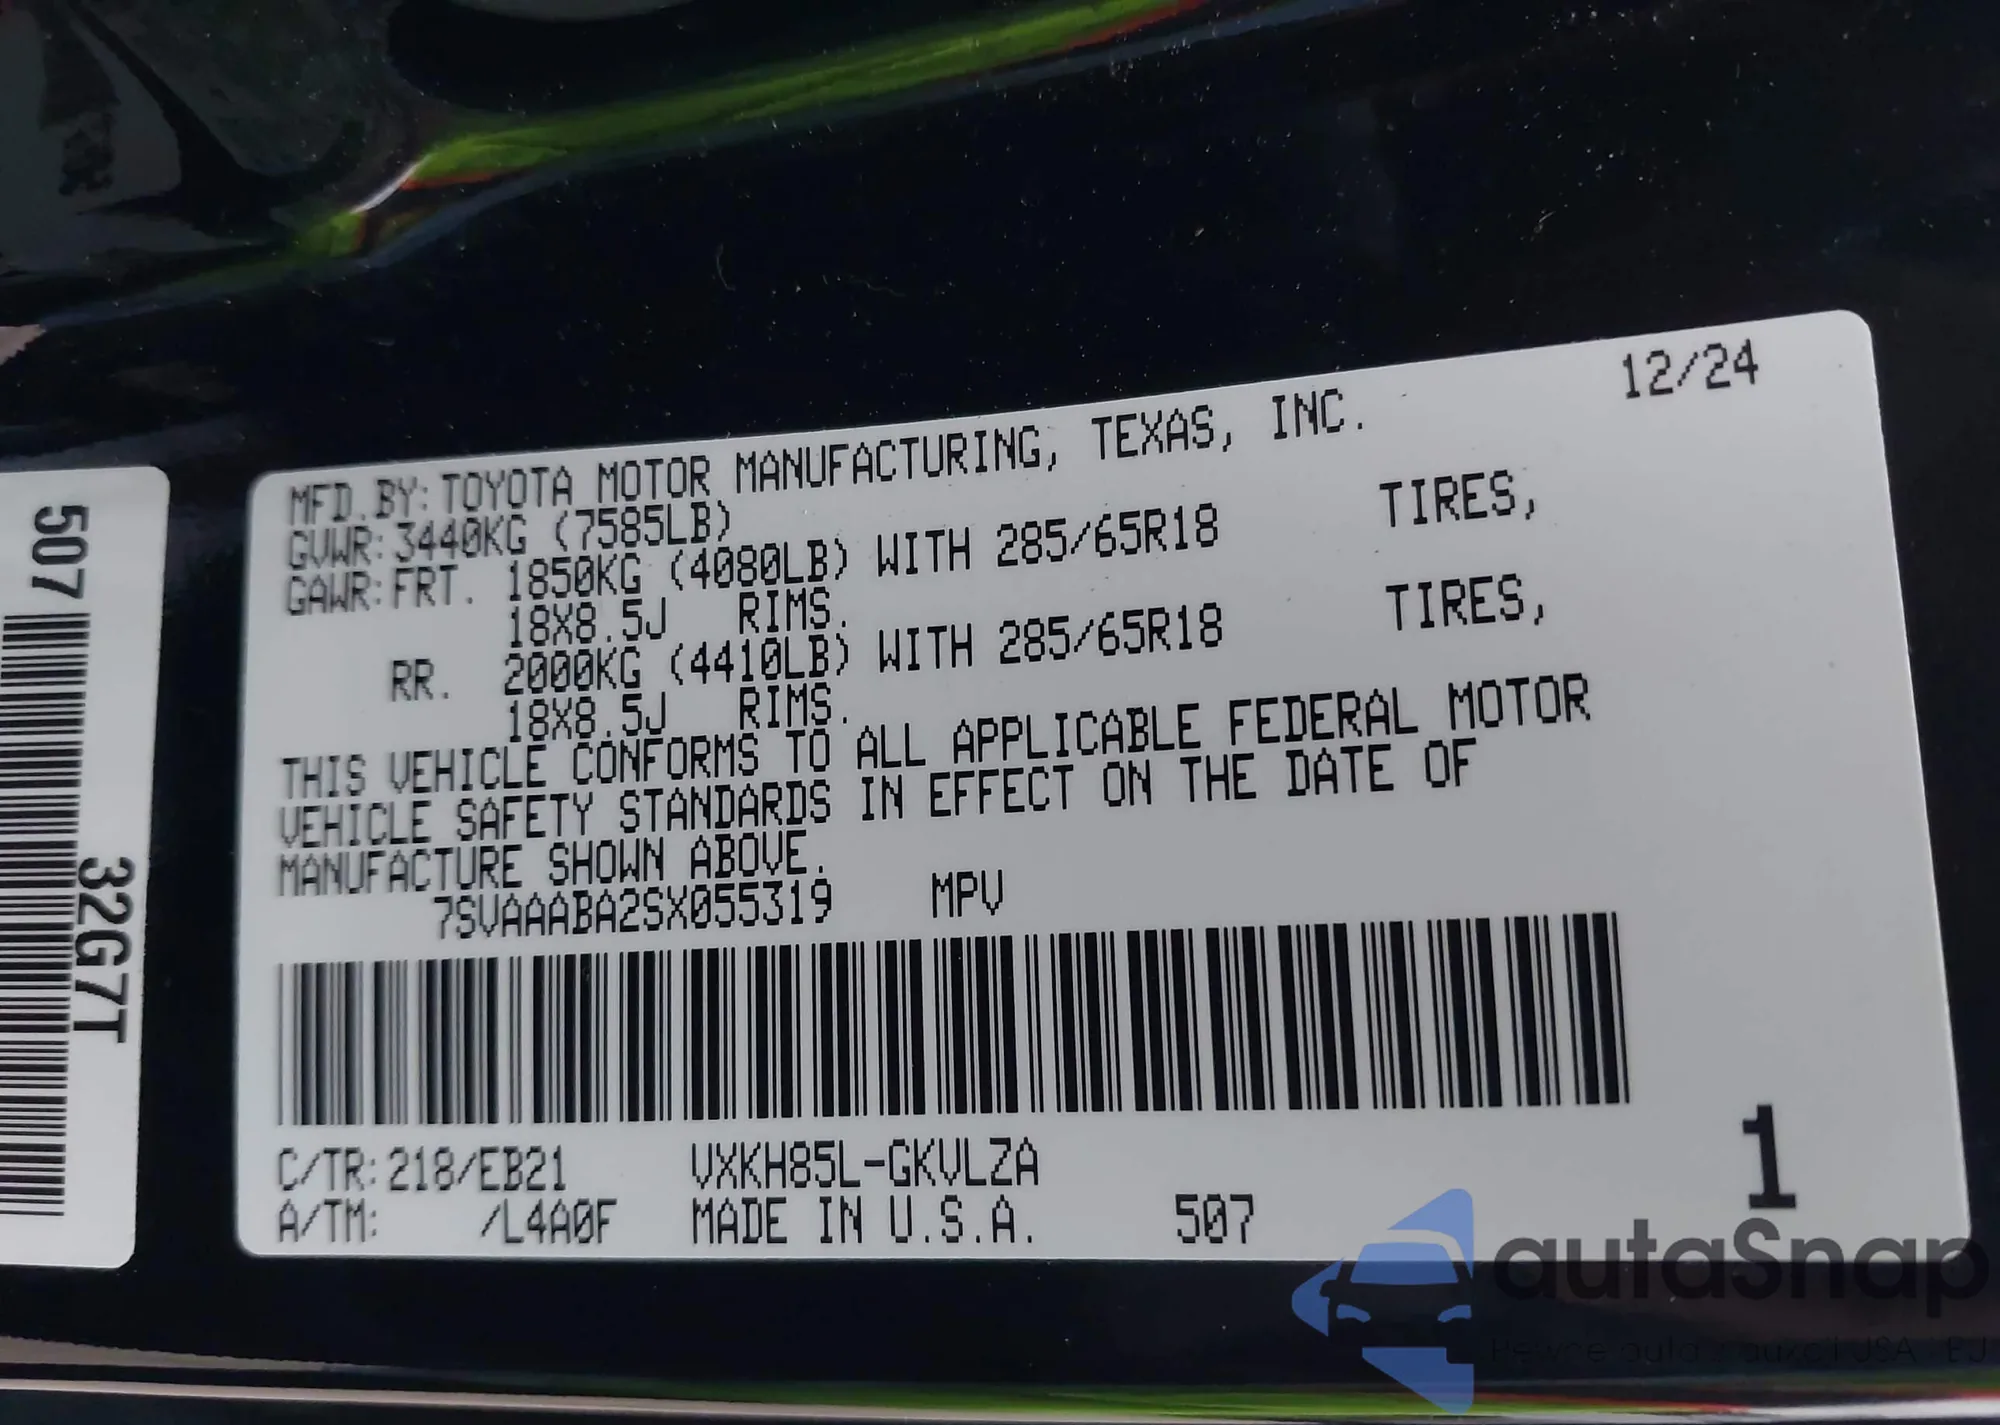 507
32G7T
12/24
MFD.BY:TOYOTA MOTOR MANUFACTURING, TEXAS, INC.
GVWR:3440KG (7585LB)
GAWR:FRT. 1850KG (4080LB) WITH 285/65R18 TIRES,
18X8.5J RIMS.
RR. 2000KG (4410LB) WITH 285/65R18 TIRES,
18X8.5J RIMS.
THIS VEHICLE CONFORMS TO ALL APPLICABLE FEDERAL MOTOR
VEHICLE SAFETY STANDARDS IN EFFECT ON THE DATE OF
MANUFACTURE SHOWN ABOVE.
7SVAAABA2SX055319 MPV
C/TR:218/EB21 VXKH85L-GKVLZA
A/TM: /L4A0F MADE IN U.S.A. 507
1
autaSnap
auta z USA